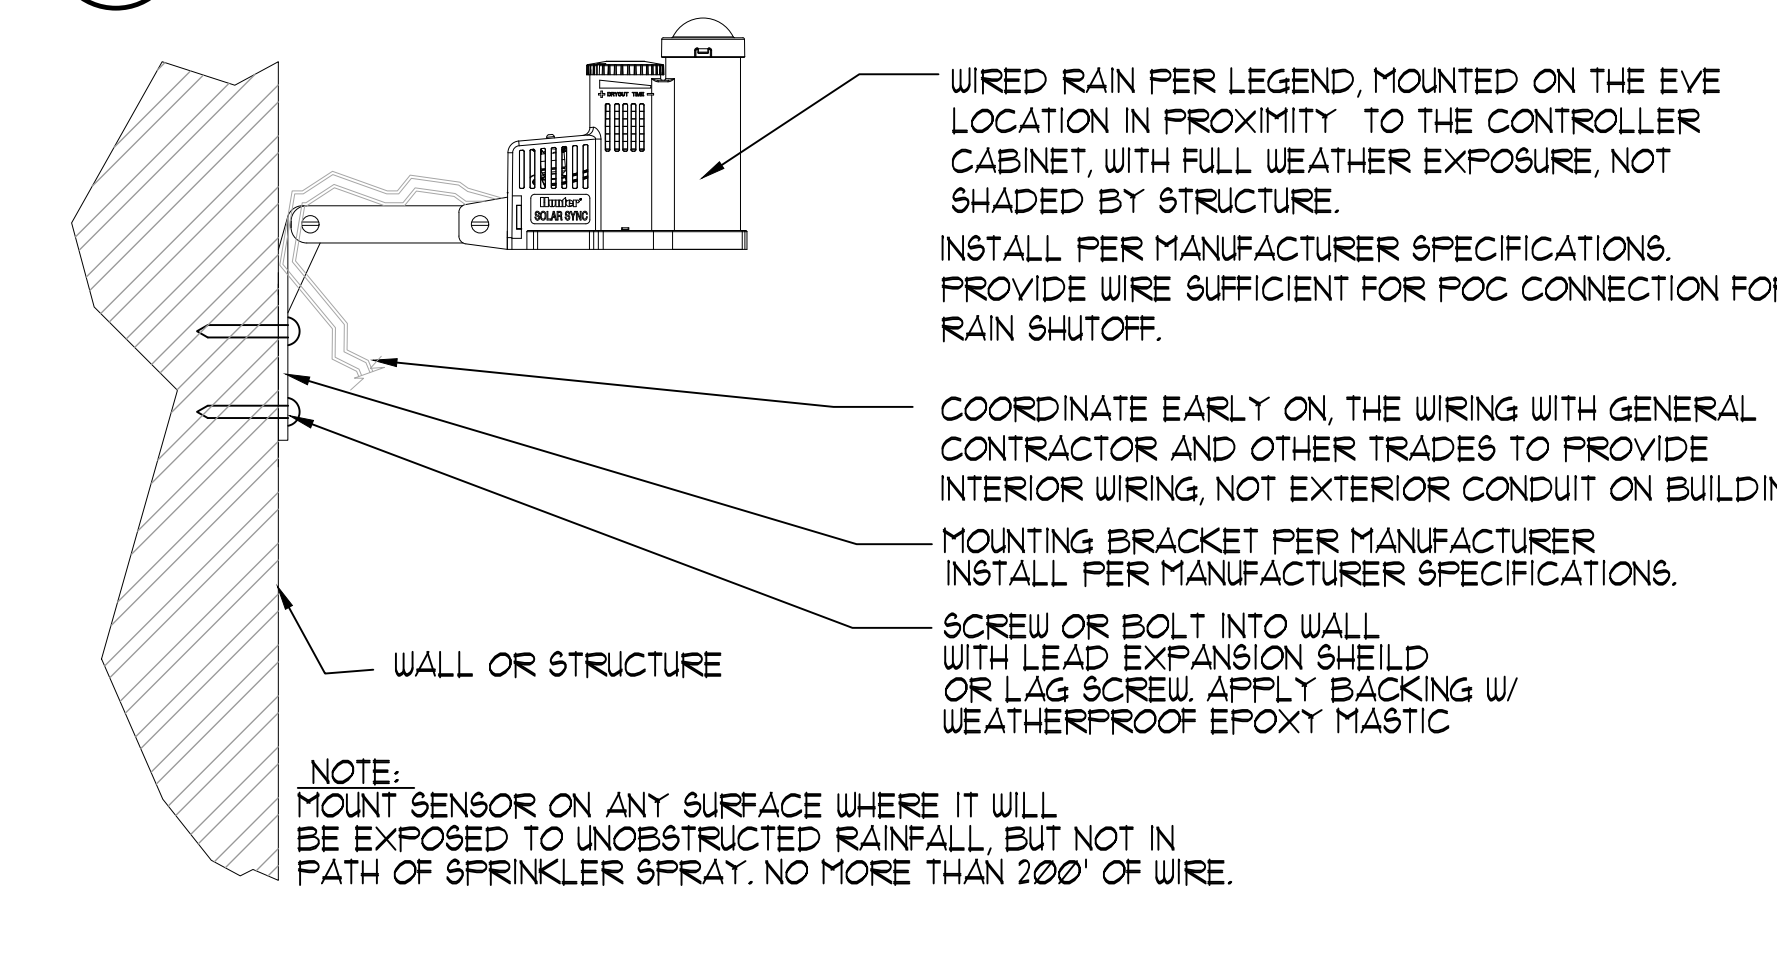 + DRYOUT TIME -
Hunter
SOLAR SYNC
WIRED RAIN PER LEGEND, MOUNTED ON THE EVE
LOCATION IN PROXIMITY TO THE CONTROLLER
CABINET, WITH FULL WEATHER EXPOSURE, NOT
SHADED BY STRUCTURE.
INSTALL PER MANUFACTURER SPECIFICATIONS.
PROVIDE WIRE SUFFICIENT FOR POC CONNECTION FOR
RAIN SHUTOFF.
COORDINATE EARLY ON, THE WIRING WITH GENERAL
CONTRACTOR AND OTHER TRADES TO PROVIDE
INTERIOR WIRING, NOT EXTERIOR CONDUIT ON BUILDIN
MOUNTING BRACKET PER MANUFACTURER
INSTALL PER MANUFACTURER SPECIFICATIONS.
SCREW OR BOLT INTO WALL
WITH LEAD EXPANSION SHEILD
OR LAG SCREW. APPLY BACKING W/
WEATHERPROOF EPOXY MASTIC
WALL OR STRUCTURE
NOTE:
MOUNT SENSOR ON ANY SURFACE WHERE IT WILL
BE EXPOSED TO UNOBSTRUCTED RAINFALL, BUT NOT IN
PATH OF SPRINKLER SPRAY. NO MORE THAN 200' OF WIRE.